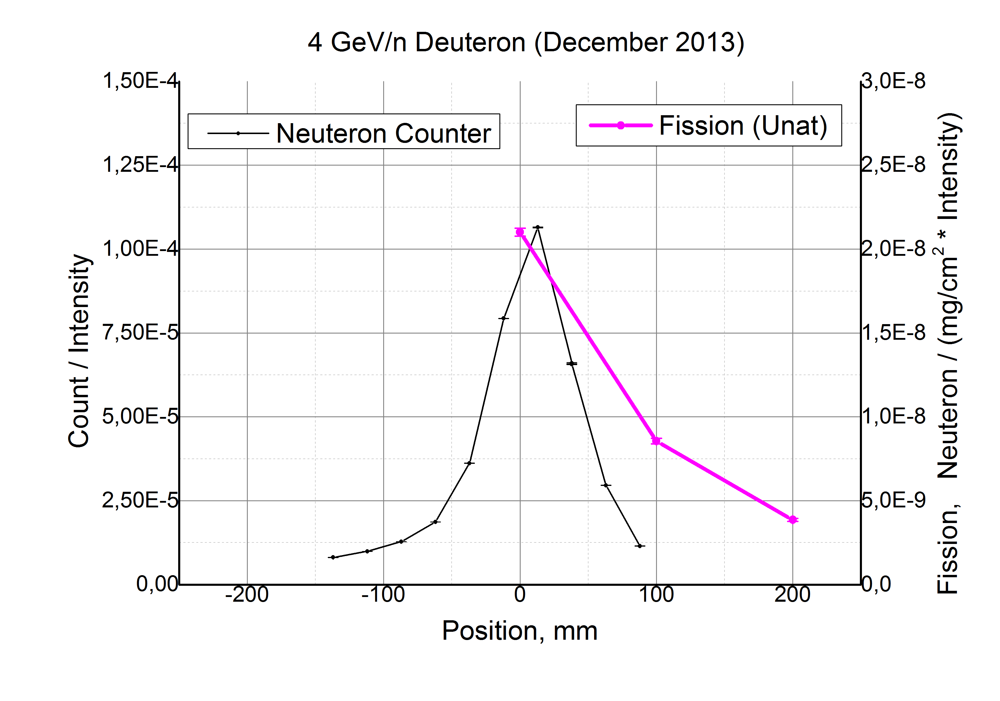 4 GeV/n Deuteron (December 2013)
1,50E-4
1,25E-4
1,00E-4
7,50E-5
5,00E-5
2,50E-5
0,00
Count / Intensity
Neuteron Counter
Fission (Unat)
3,0E-8
2,5E-8
2,0E-8
1,5E-8
1,0E-8
5,0E-9
0,0
Fission, Neuteron / (mg/cm² * Intensity)
-200 -100 0 100 200
Position, mm